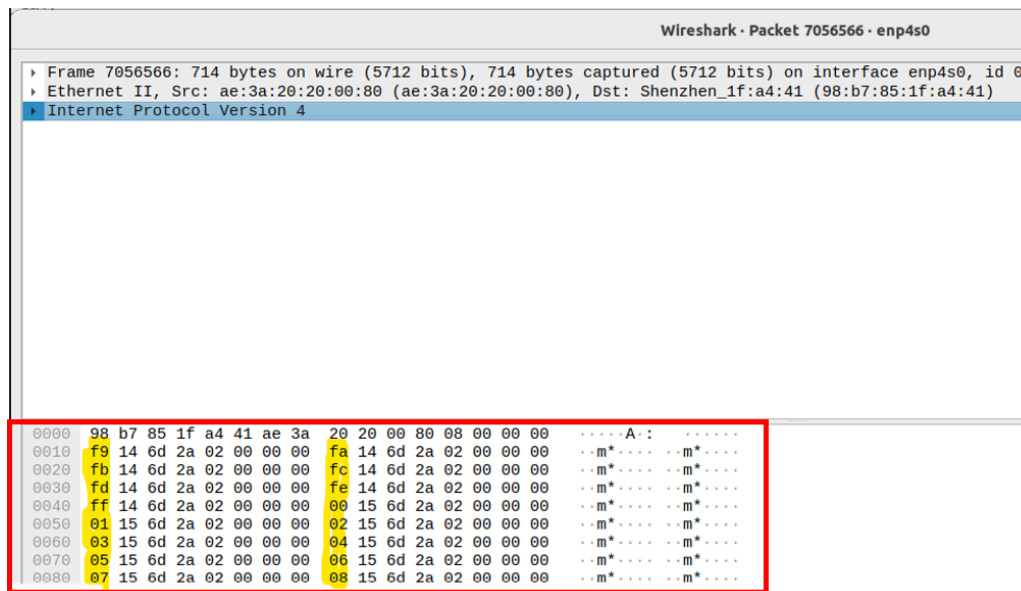 Wireshark · Packet 7056566 · enp4s0
Frame 7056566: 714 bytes on wire (5712 bits), 714 bytes captured (5712 bits) on interface enp4s0, id 0
Ethernet II, Src: ae:3a:20:20:00:80 (ae:3a:20:20:00:80), Dst: Shenzhen_1f:a4:41 (98:b7:85:1f:a4:41)
Internet Protocol Version 4
0000 98 b7 85 1f a4 41 ae 3a 20 20 00 80 08 00 00 00 ·····A·: ······
0010 f9 14 6d 2a 02 00 00 00 fa 14 6d 2a 02 00 00 00 ··m*···· ··m*····
0020 fb 14 6d 2a 02 00 00 00 fc 14 6d 2a 02 00 00 00 ··m*···· ··m*····
0030 fd 14 6d 2a 02 00 00 00 fe 14 6d 2a 02 00 00 00 ··m*···· ··m*····
0040 ff 14 6d 2a 02 00 00 00 00 15 6d 2a 02 00 00 00 ··m*···· ··m*····
0050 01 15 6d 2a 02 00 00 00 02 15 6d 2a 02 00 00 00 ··m*···· ··m*····
0060 03 15 6d 2a 02 00 00 00 04 15 6d 2a 02 00 00 00 ··m*···· ··m*····
0070 05 15 6d 2a 02 00 00 00 06 15 6d 2a 02 00 00 00 ··m*···· ··m*····
0080 07 15 6d 2a 02 00 00 00 08 15 6d 2a 02 00 00 00 ··m*···· ··m*····